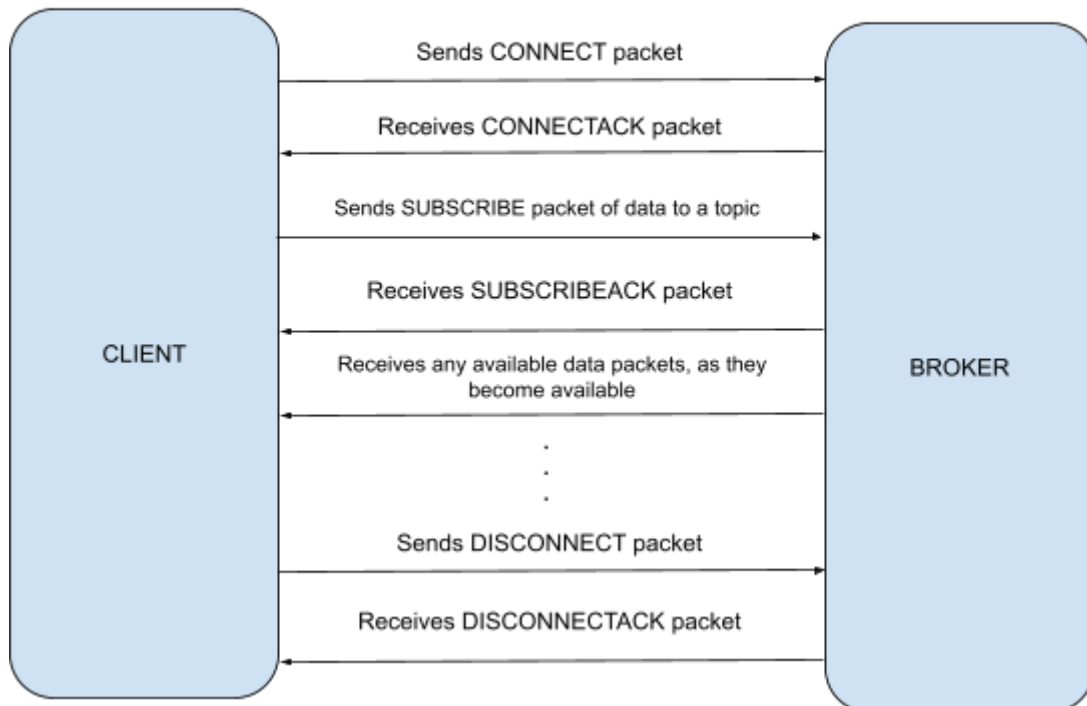 Sends CONNECT packet
Receives CONNECTACK packet
Sends SUBSCRIBE packet of data to a topic
Receives SUBSCRIBEACK packet
CLIENT
Receives any available data packets, as they
become available
BROKER
.
.
.
Sends DISCONNECT packet
Receives DISCONNECTACK packet